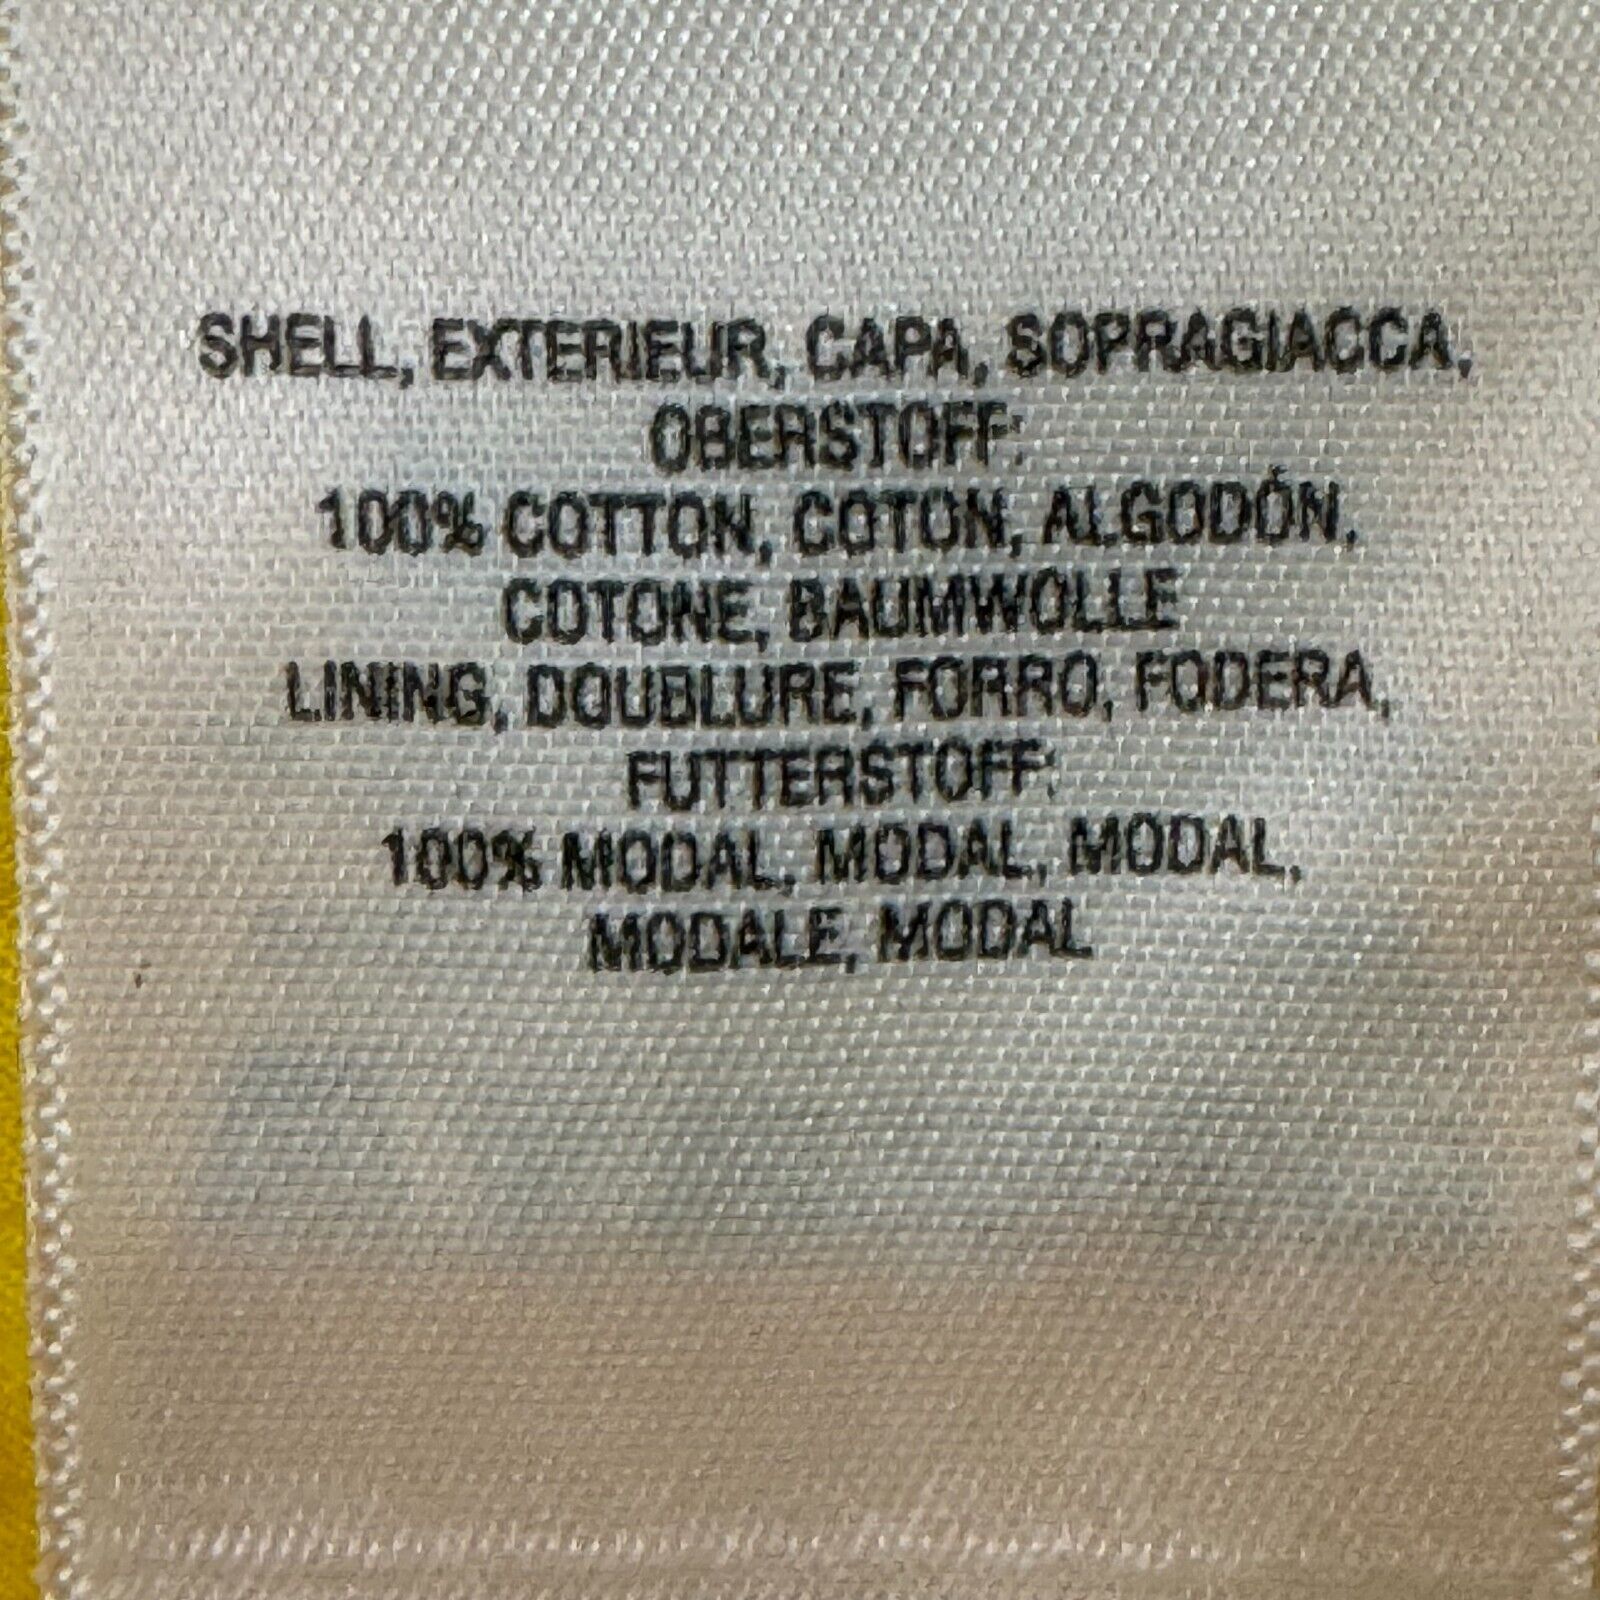 SHELL, EXTERIEUR, CAPA, SOPRAGIACCA,
OBERSTOFF:
100% COTTON, COTON, ALGODÓN,
COTONE, BAUMWOLLE
LINING, DOUBLURE, FORRO, FODERA,
FUTTERSTOFF:
100% MODAL, MODAL, MODAL,
MODALE, MODAL